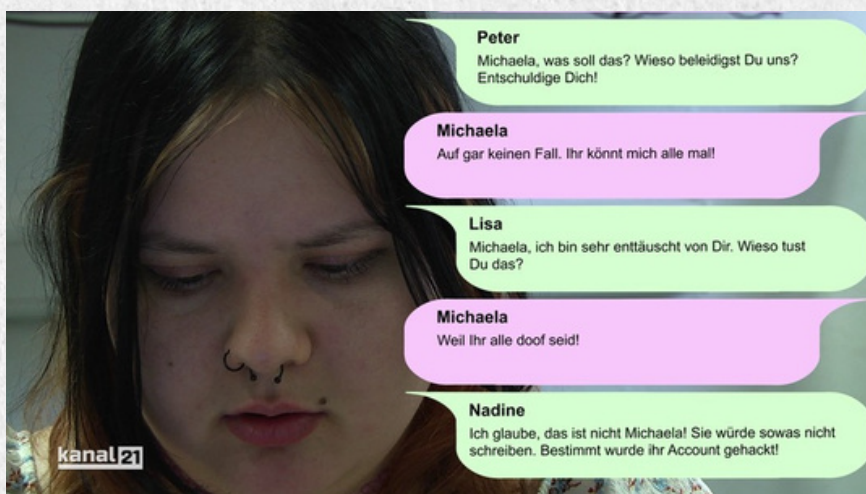 Peter
Michaela, was soll das? Wieso beleidigst Du uns?
Entschuldige Dich!
Michaela
Auf gar keinen Fall. Ihr könnt mich alle mal!
Lisa
Michaela, ich bin sehr enttäuscht von Dir. Wieso tust
Du das?
Michaela
Weil Ihr alle doof seid!
Nadine
Ich glaube, das ist nicht Michaela! Sie würde sowas nicht
schreiben. Bestimmt wurde ihr Account gehackt!
kanal 21